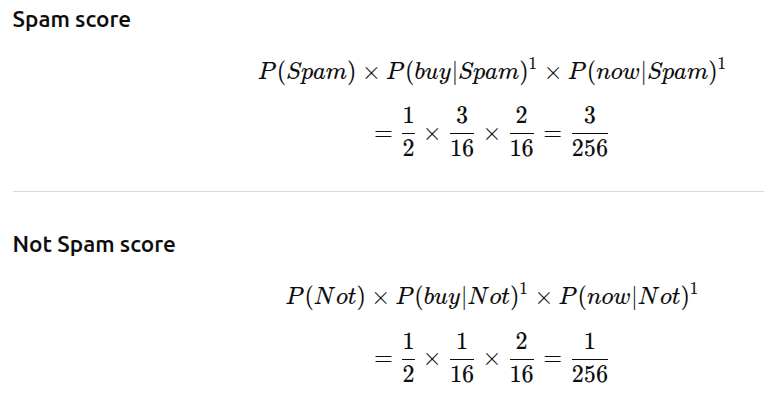 Spam score
P(Spam) × P(buy|Spam)¹ × P(now|Spam)¹
= 1/2 × 3/16 × 2/16 = 3/256
Not Spam score
P(Not) × P(buy|Not)¹ × P(now|Not)¹
= 1/2 × 1/16 × 2/16 = 1/256